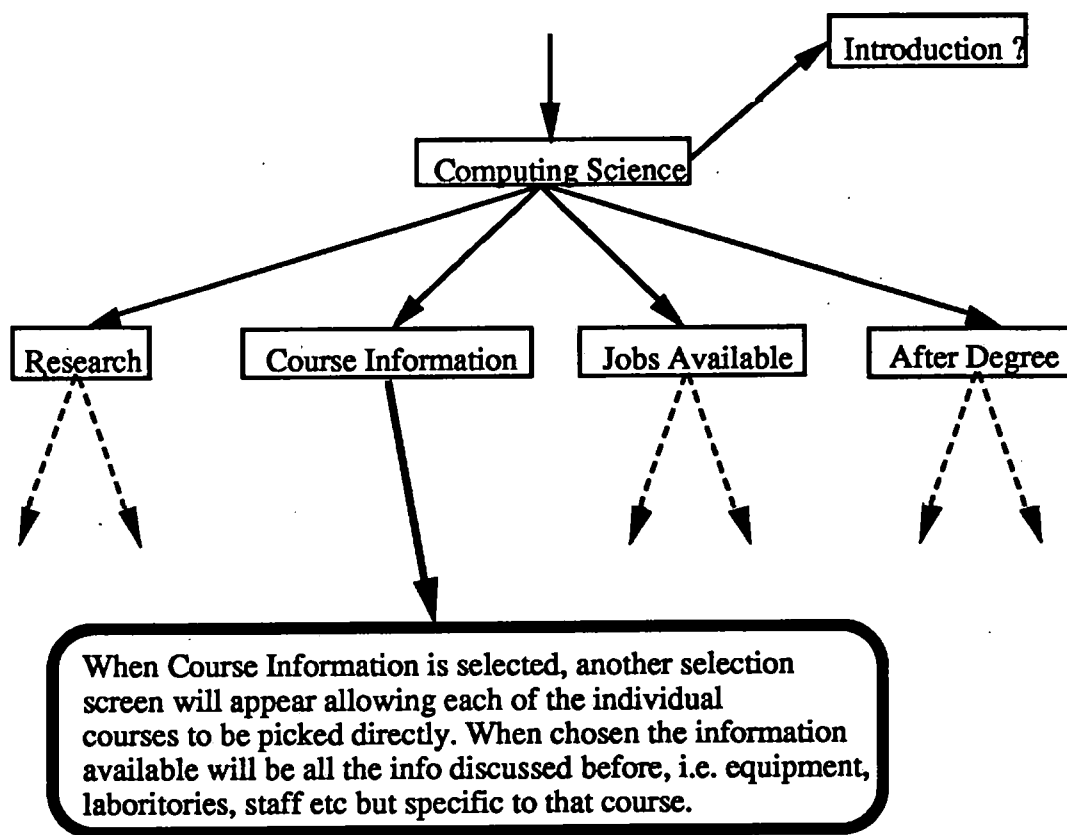 Introduction ?
Computing Science
Research
Course Information
Jobs Available
After Degree
When Course Information is selected, another selection
screen will appear allowing each of the individual
courses to be picked directly. When chosen the information
available will be all the info discussed before, i.e. equipment,
laboritories, staff etc but specific to that course.